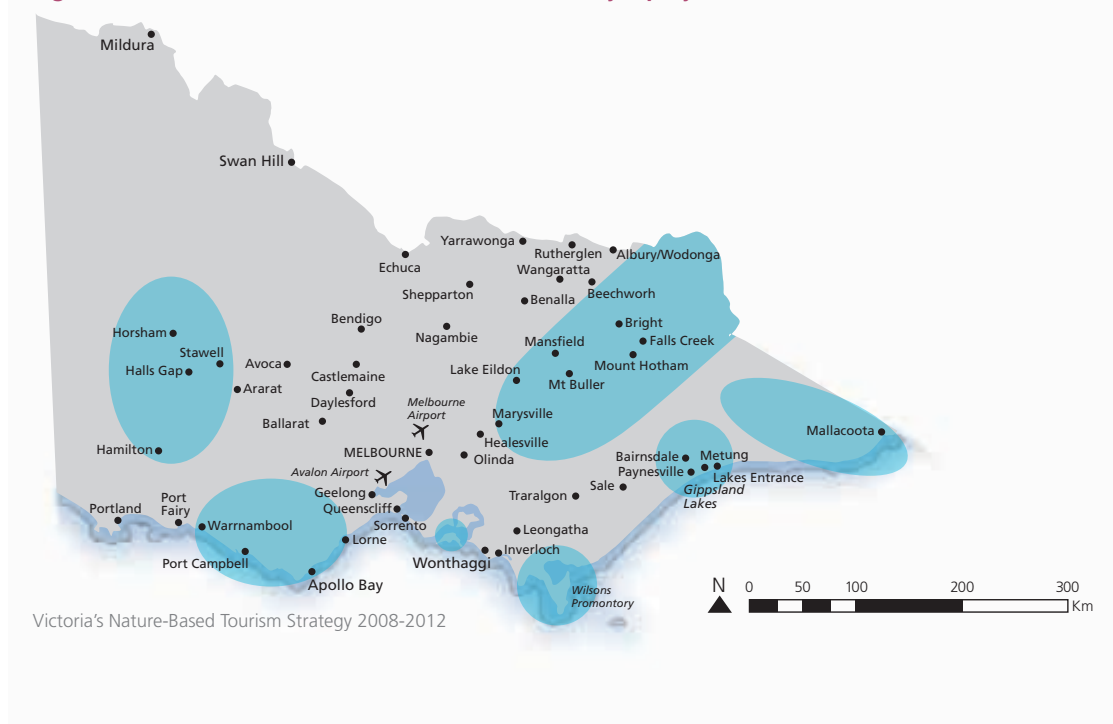 Mildura
Swan Hill
Yarrawonga
Rutherglen
Albury/Wodonga
Echuca
Wangaratta
Shepparton
Beechworh
Benalla
Bendigo
Nagambie
Bright
Horsham
Mansfield
Falls Creek
Stawell
Avoca
Mount Hotham
Halls Gap
Castlemaine
Lake Eildon
Mt Buller
Ararat
Daylesford
Melbourne
Airport
Marysville
Ballarat
Healesville
Mallacoota
Hamilton
MELBOURNE
Olinda
Bairnsdale
Metung
Avalon Airport
Paynesville
Lakes Entrance
Geelong
Traralgon
Sale
Gippsland
Lakes
Port
Fairy
Portland
Queenscliff
Warrnambool
Sorrento
Leongatha
Lorne
Inverloch
Port Campbell
Wonthaggi
Apollo Bay
Wilsons
Promontory
N
0 50 100 200 300
Km
Victoria's Nature-Based Tourism Strategy 2008-2012